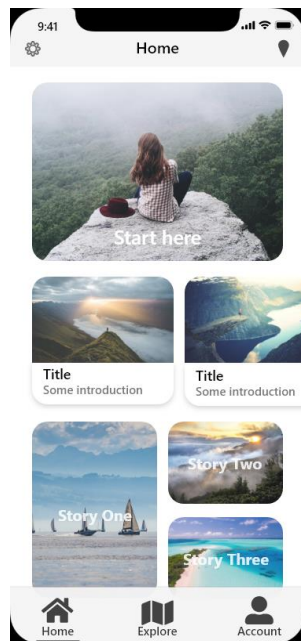 9:41
Home
Start here
Title
Some introduction
Title
Some introduction
Story One
Story Two
Story Three
Home
Explore
Account